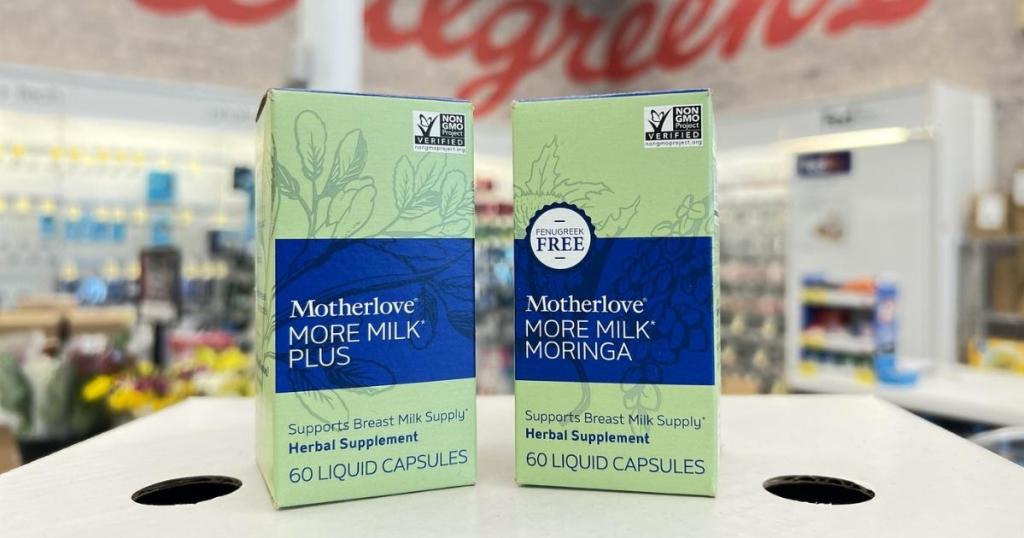 Walgreens
NON
GMO
Project
VERIFIED
nongmoproject.org
Motherlove®
MORE MILK*
PLUS
Supports Breast Milk Supply*
Herbal Supplement
60 LIQUID CAPSULES
NON
GMO
Project
VERIFIED
nongmoproject.org
FENUGREEK
FREE
Motherlove®
MORE MILK*
MORINGA
Supports Breast Milk Supply*
Herbal Supplement
60 LIQUID CAPSULES